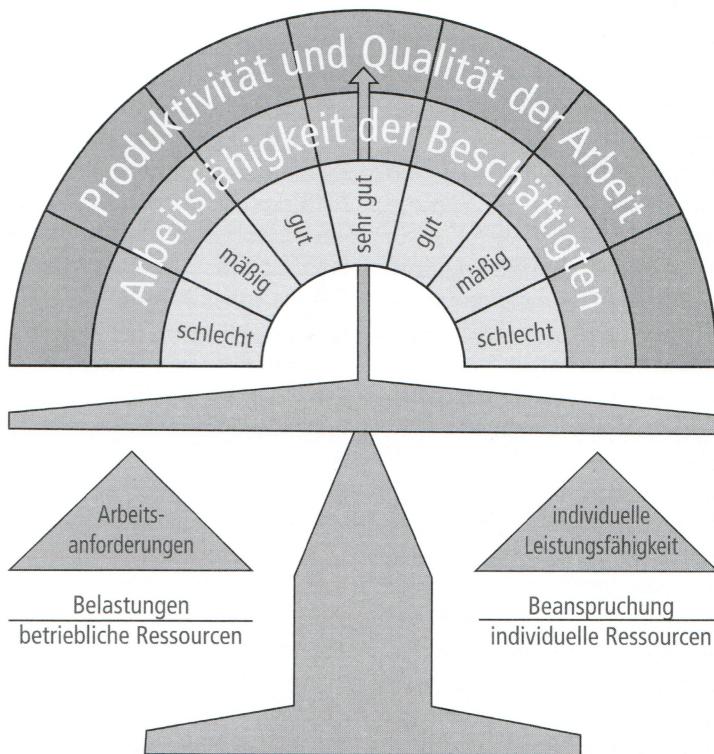 Produktivität und Qualität der Arbeit
Arbeitsfähigkeit der Beschäftigten
schlecht
mäßig
gut
sehr gut
gut
mäßig
schlecht
Arbeits-
anforderungen
individuelle
Leistungsfähigkeit
Belastungen
betriebliche Ressourcen
Beanspruchung
individuelle Ressourcen